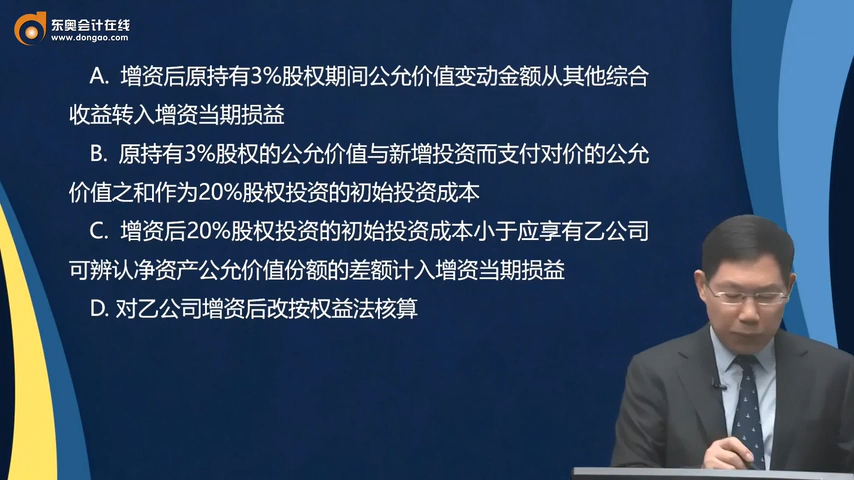 东奥会计在线
www.dongao.com
A. 增资后原持有3%股权期间公允价值变动金额从其他综合
收益转入增资当期损益
B. 原持有3%股权的公允价值与新增投资而支付对价的公允
价值之和作为20%股权投资的初始投资成本
C. 增资后20%股权投资的初始投资成本小于应享有乙公司
可辨认净资产公允价值份额的差额计入增资当期损益
D. 对乙公司增资后改按权益法核算